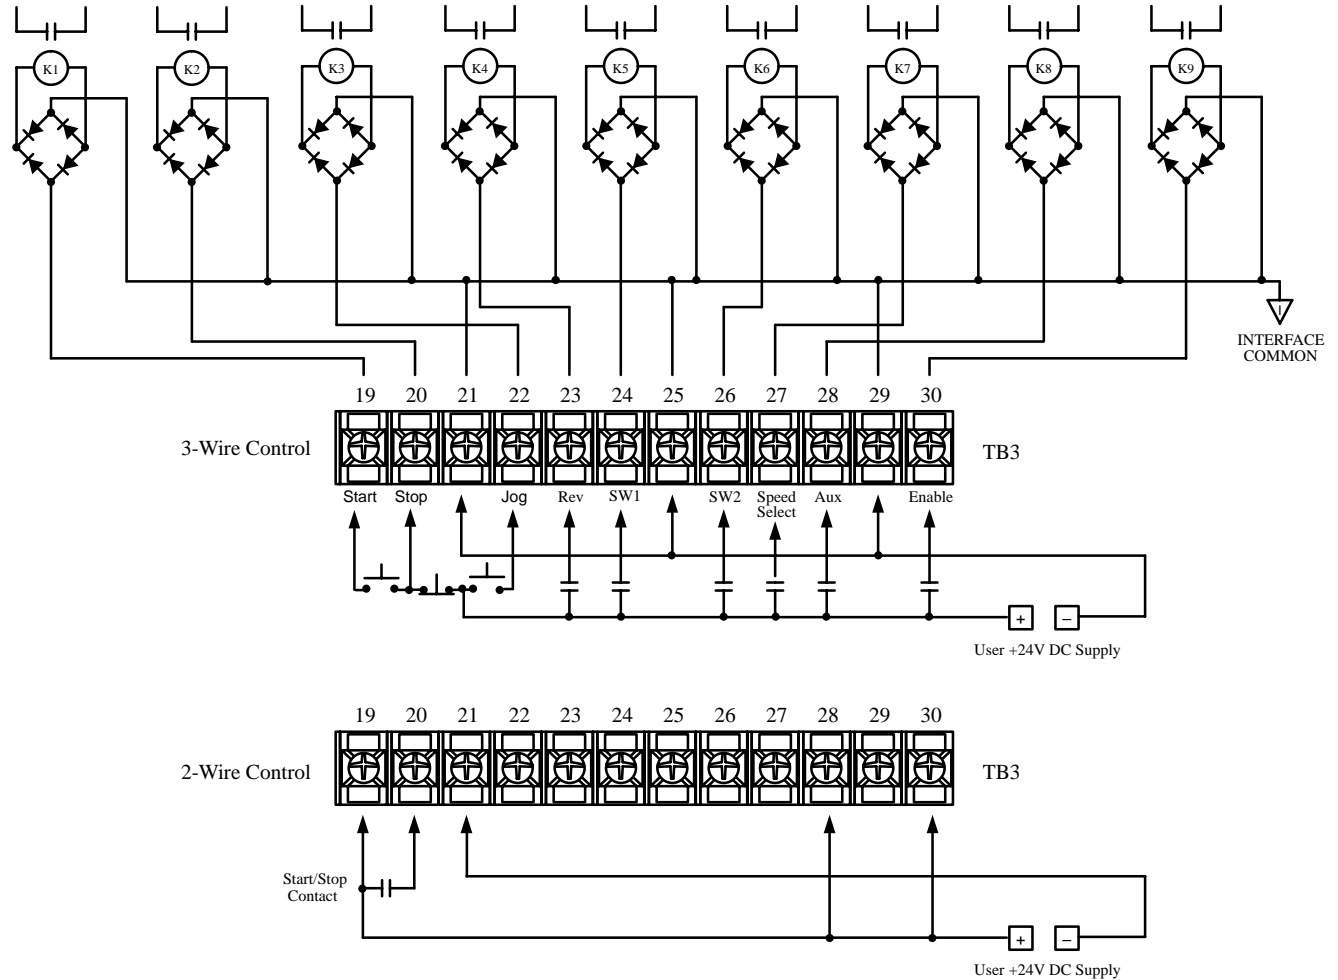 K1 K2 K3 K4 K5 K6 K7 K8 K9
INTERFACE
COMMON
19 20 21 22 23 24 25 26 27 28 29 30
3-Wire Control
TB3
Start Stop Jog Rev SW1 SW2 Speed Aux Enable
Select
+ −
User +24V DC Supply
19 20 21 22 23 24 25 26 27 28 29 30
2-Wire Control
TB3
Start/Stop
Contact
+ −
User +24V DC Supply